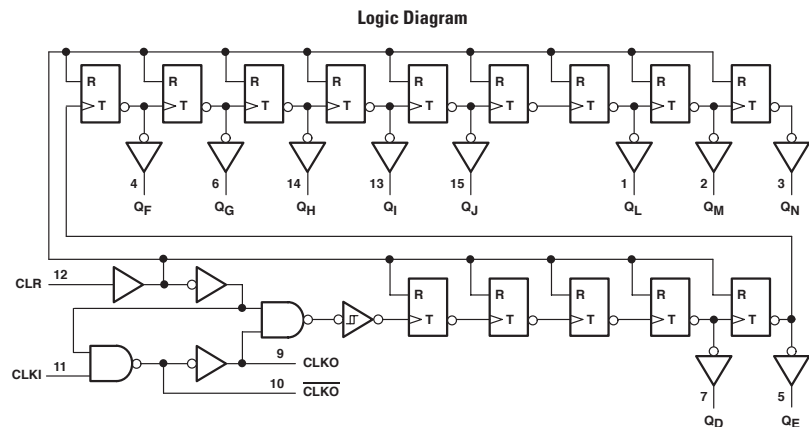 Logic Diagram
R R R R R R R R R
T T T T T T T T T
4 6 14 13 15 1 2 3
QF QG QH QI QJ QL QM QN
CLR 12
R R R R R
T T T T T
9 CLKO
CLKI 11
10 CLKO
7 5
QD QE